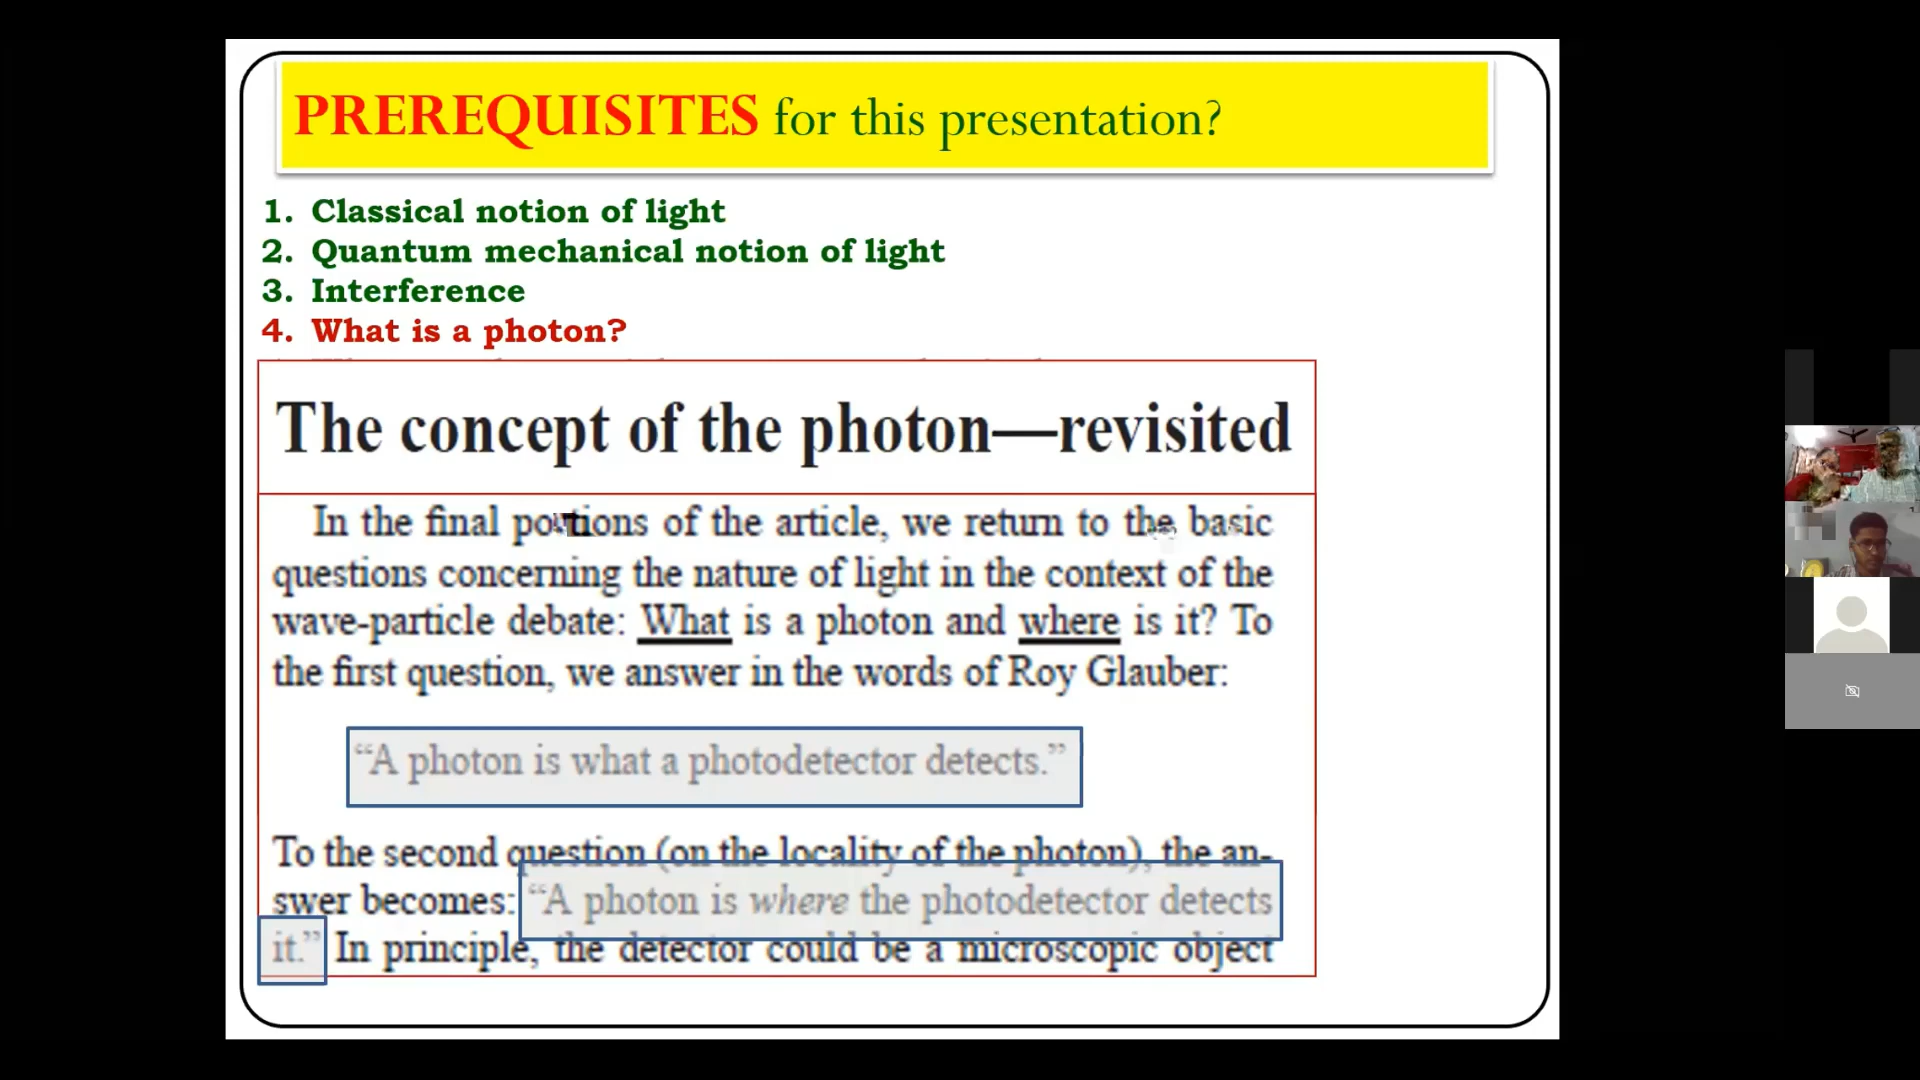 PREREQUISITES for this presentation?
1. Classical notion of light
2. Quantum mechanical notion of light
3. Interference
4. What is a photon?
The concept of the photon—revisited
In the final portions of the article, we return to the basic
questions concerning the nature of light in the context of the
wave-particle debate: What is a photon and where is it? To
the first question, we answer in the words of Roy Glauber:
“A photon is what a photodetector detects.”
To the second question (on the locality of the photon), the an-
swer becomes: “A photon is where the photodetector detects
it.” In principle, the detector could be a microscopic object